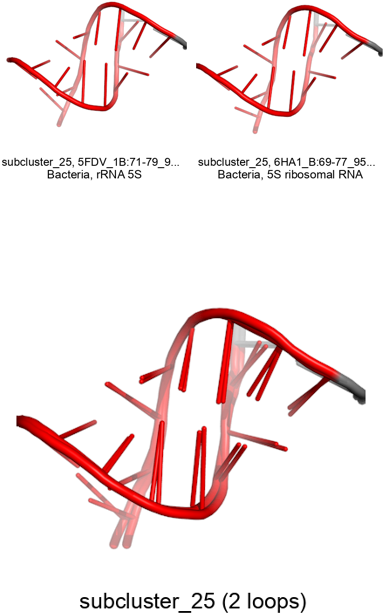 subcluster_25, 5FDV_1B:71-79_9...
Bacteria, rRNA 5S
subcluster_25, 6HA1_B:69-77_95...
Bacteria, 5S ribosomal RNA
subcluster_25 (2 loops)